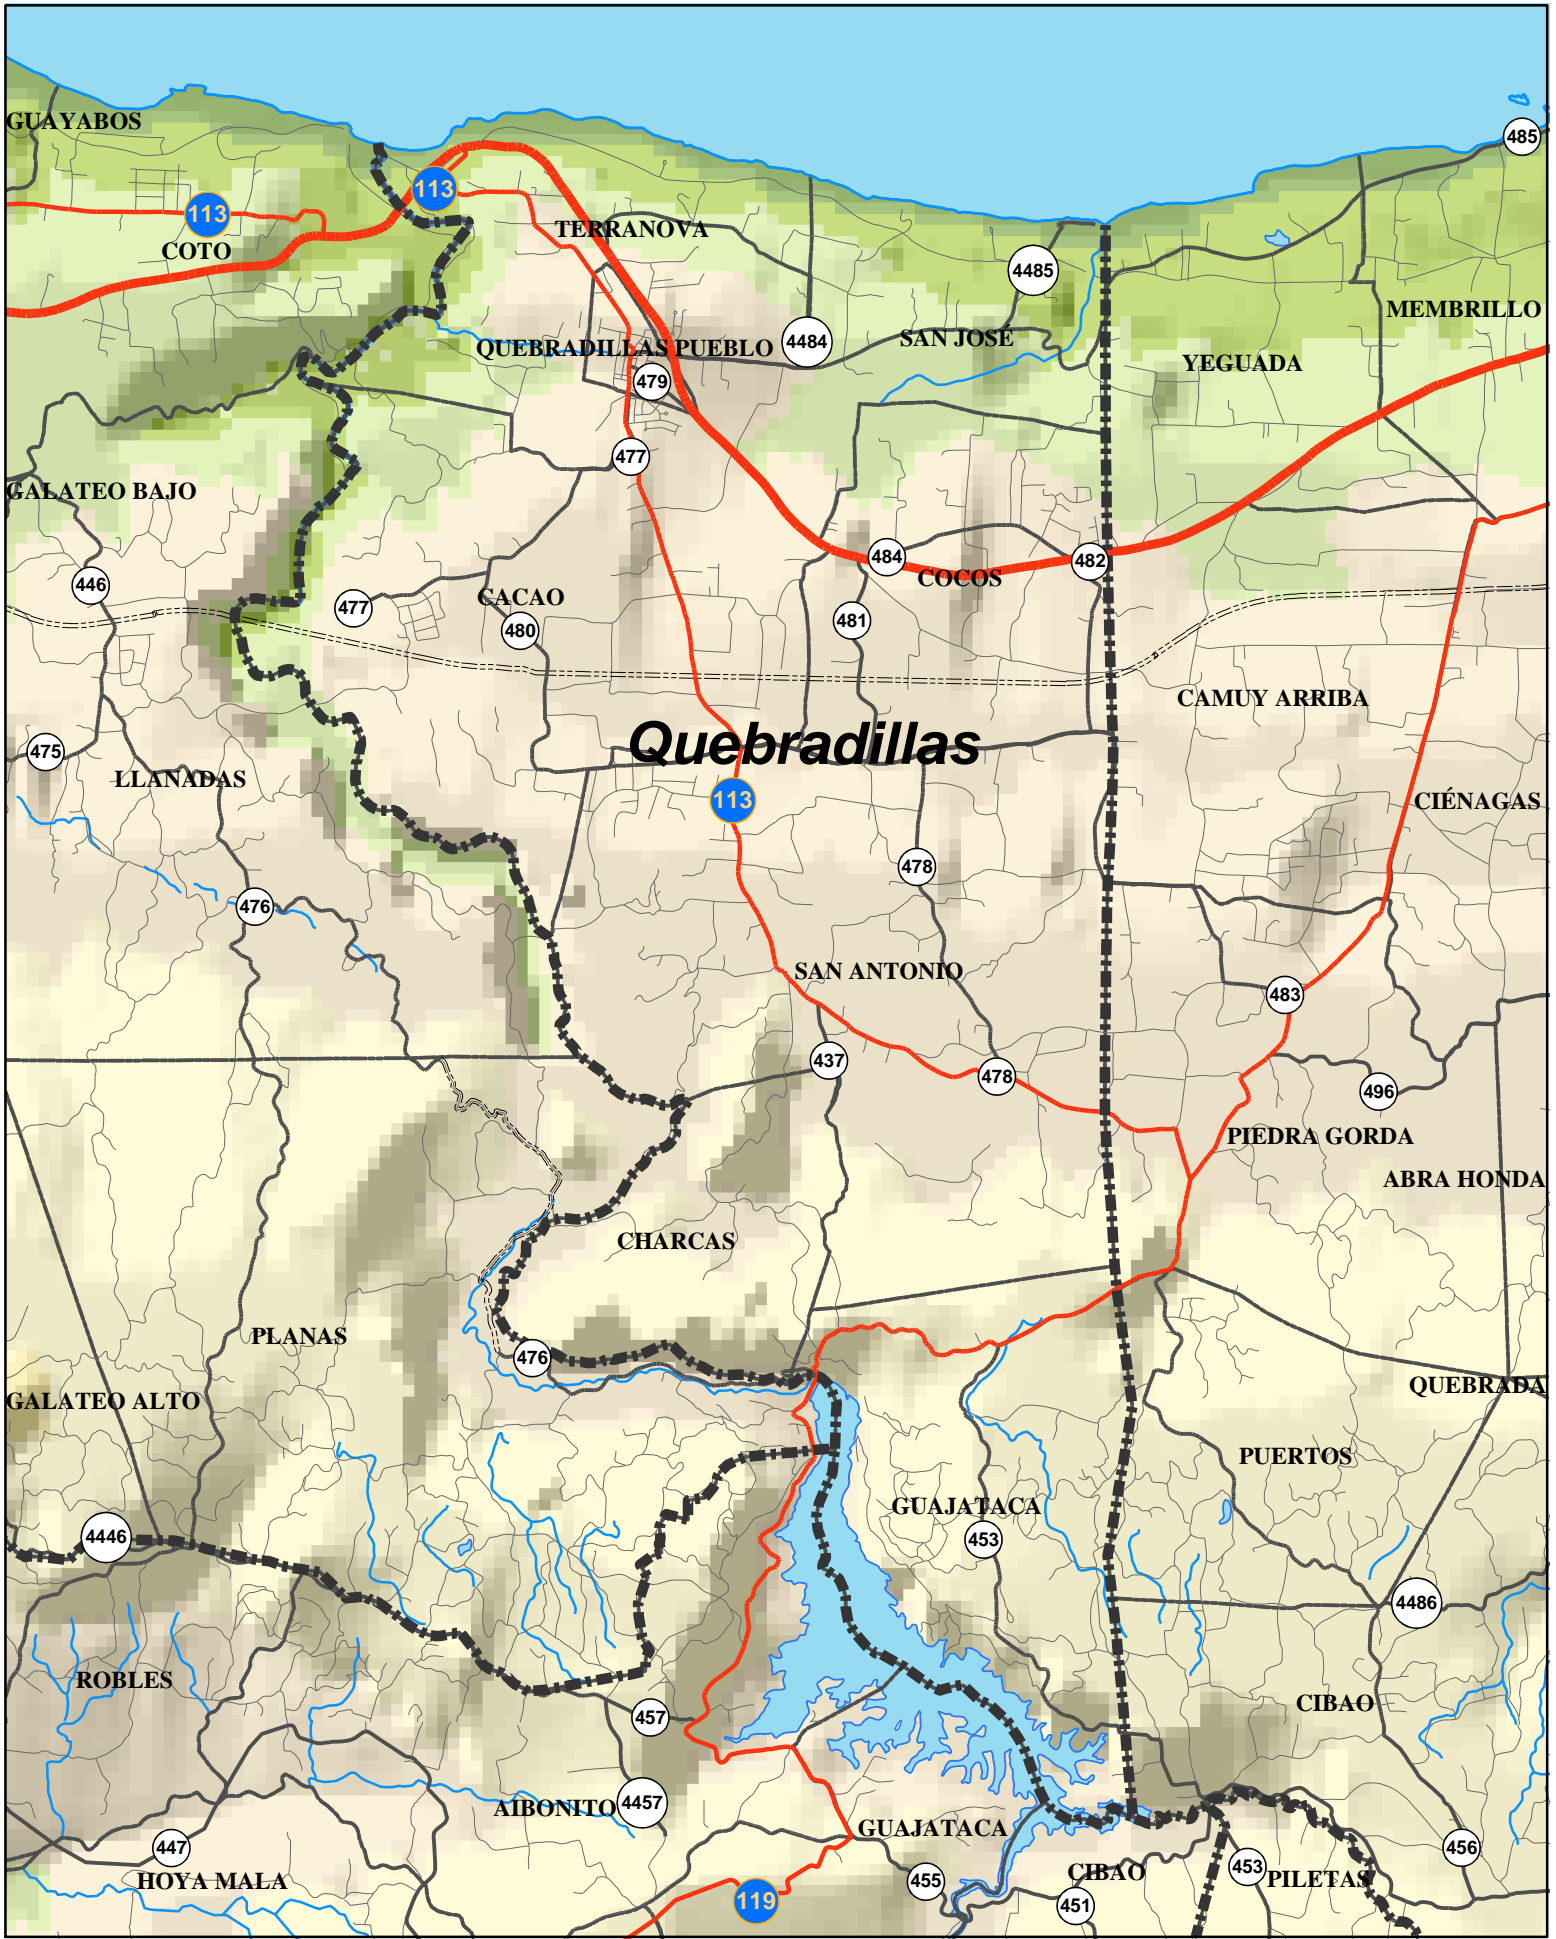 GUAYABOS
485
113
113
COTO
TERRANOVA
4485
MEMBRILLO
SAN JOSÉ
4484
QUEBRADILLAS PUEBLO
YEGUADA
479
477
GALATEO BAJO
484
482
COCOS
446
477
CACAO
480
481
CAMUY ARRIBA
Quebradillas
475
LLANADAS
113
CIÉNAGAS
478
476
SAN ANTONIO
483
437
478
496
PIEDRA GORDA
ABRA HONDA
CHARCAS
PLANAS
476
QUEBRADA
GALATEO ALTO
PUERTOS
GUAJATACA
453
4446
4486
ROBLES
CIBAO
457
AIBONITO
4457
GUAJATACA
447
456
HOYA MALA
455
CIBAO
453
PILETAS
119
451